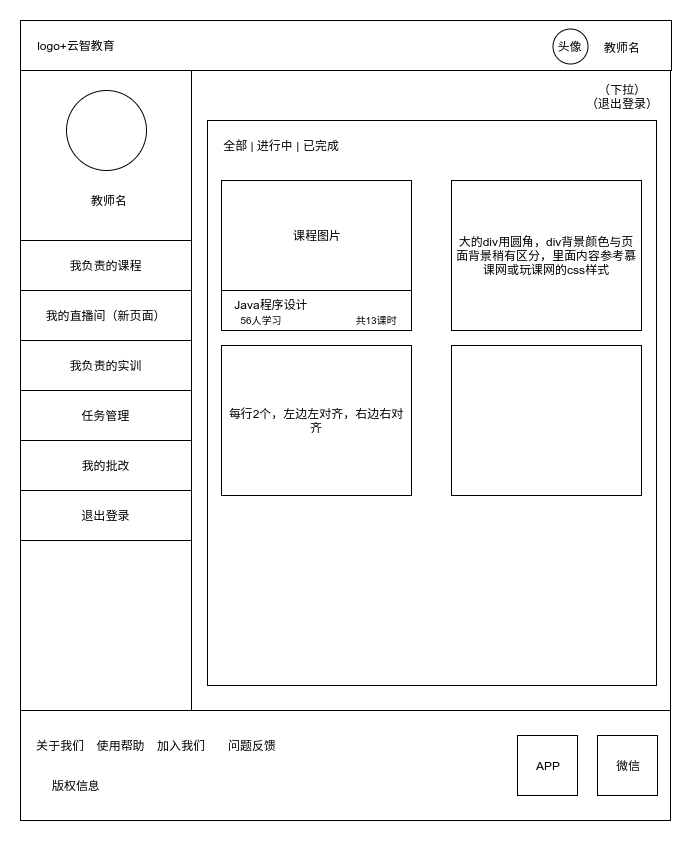 logo+云智教育
头像 教师名
（下拉）
（退出登录）
教师名
我负责的课程
我的直播间（新页面）
我负责的实训
任务管理
我的批改
退出登录
全部 | 进行中 | 已完成
课程图片
Java程序设计
56人学习 共13课时
大的div用圆角，div背景颜色与页
面背景稍有区分，里面内容参考慕
课网或玩课网的css样式
每行2个，左边左对齐，右边右对
齐
关于我们 使用帮助 加入我们 问题反馈
版权信息
APP 微信